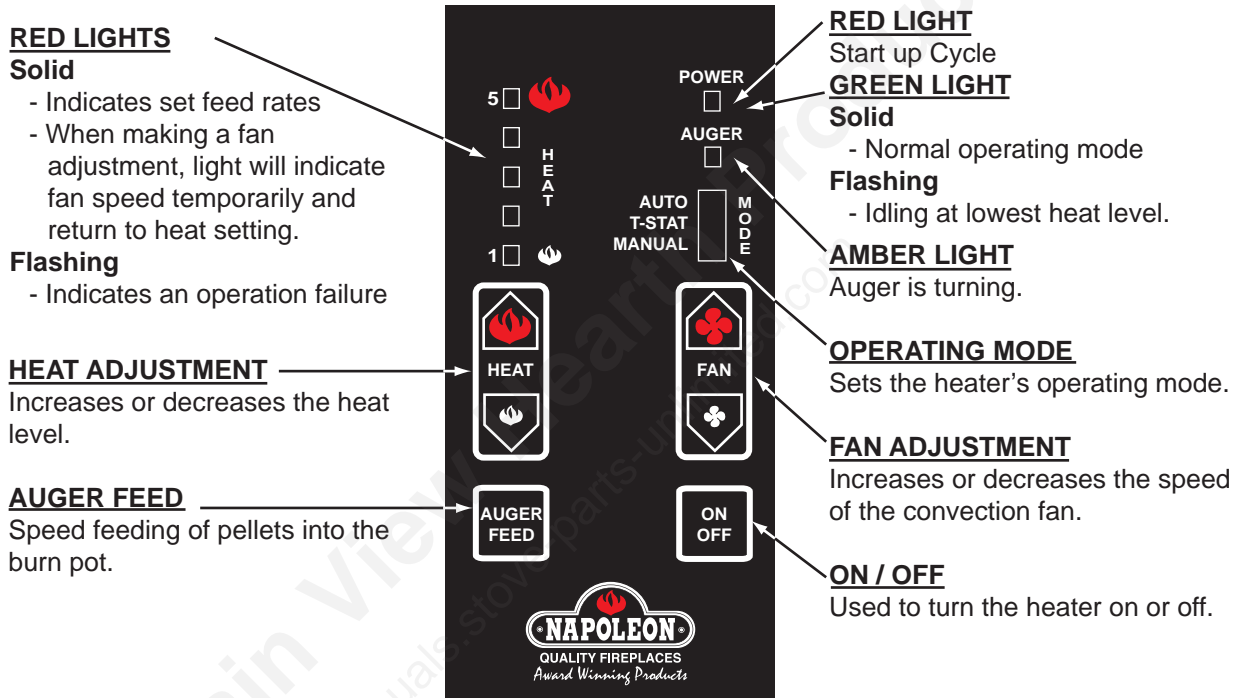 RED LIGHTS
Solid
- Indicates set feed rates
- When making a fan
adjustment, light will indicate
fan speed temporarily and
return to heat setting.
Flashing
- Indicates an operation failure
HEAT ADJUSTMENT
Increases or decreases the heat
level.
AUGER FEED
Speed feeding of pellets into the
burn pot.
5
HEAT
1
POWER
AUGER
AUTO
T-STAT
MANUAL
MODE
HEAT
FAN
AUGER
FEED
ON
OFF
NAPOLEON
QUALITY FIREPLACES
Award Winning Products
RED LIGHT
Start up Cycle
GREEN LIGHT
Solid
- Normal operating mode
Flashing
- Idling at lowest heat level.
AMBER LIGHT
Auger is turning.
OPERATING MODE
Sets the heater's operating mode.
FAN ADJUSTMENT
Increases or decreases the speed
of the convection fan.
ON / OFF
Used to turn the heater on or off.